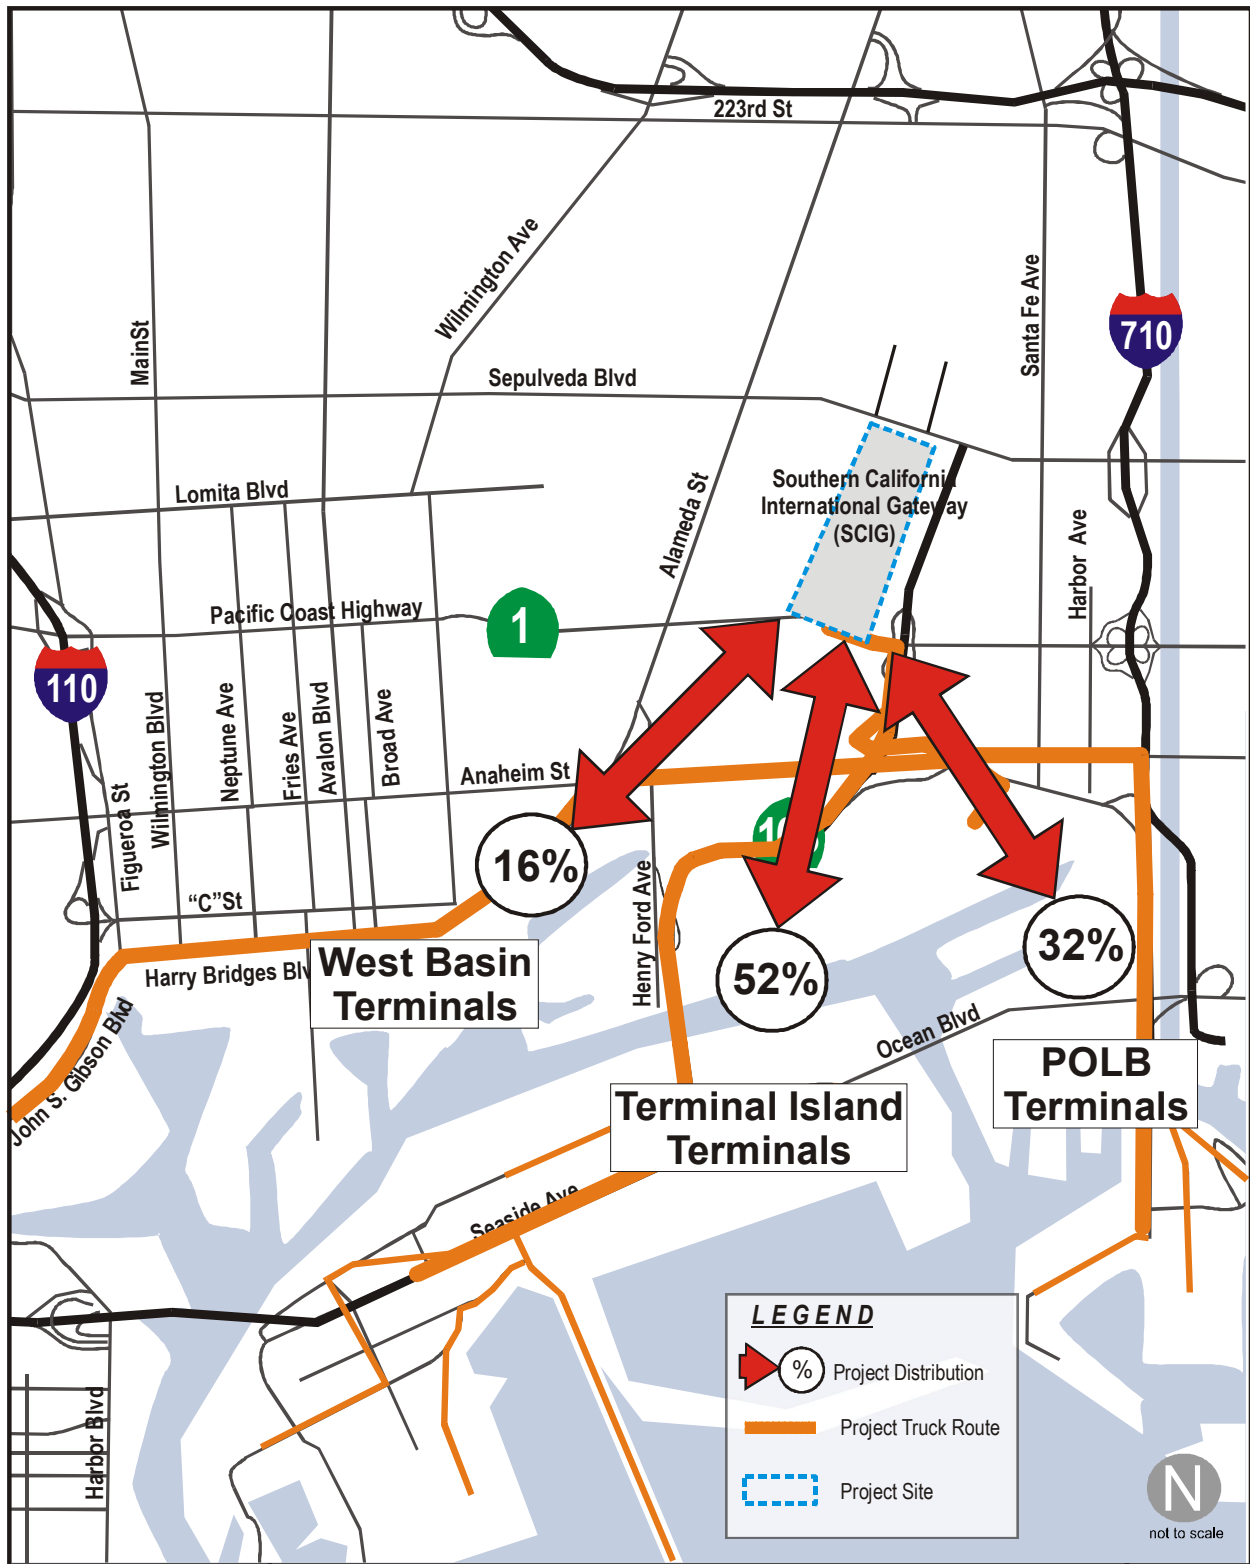 223rd St
Wilmington Ave
MainSt
Santa Fe Ave
710
Sepulveda Blvd
Southern California
International Gateway
(SCIG)
Lomita Blvd
Alameda St
Harbor Ave
Pacific Coast Highway
1
110
Wilmington Blvd
Neptune Ave
Fries Ave
Avalon Blvd
Broad Ave
Anaheim St
Figueroa St
16%
"C"St
Henry Ford Ave
52%
32%
Harry Bridges Blv
West Basin
Terminals
John S. Gibson Blvd
Ocean Blvd
POLB
Terminals
Terminal Island
Terminals
Seaside Ave
Harbor Blvd
LEGEND
% Project Distribution
Project Truck Route
Project Site
N
not to scale